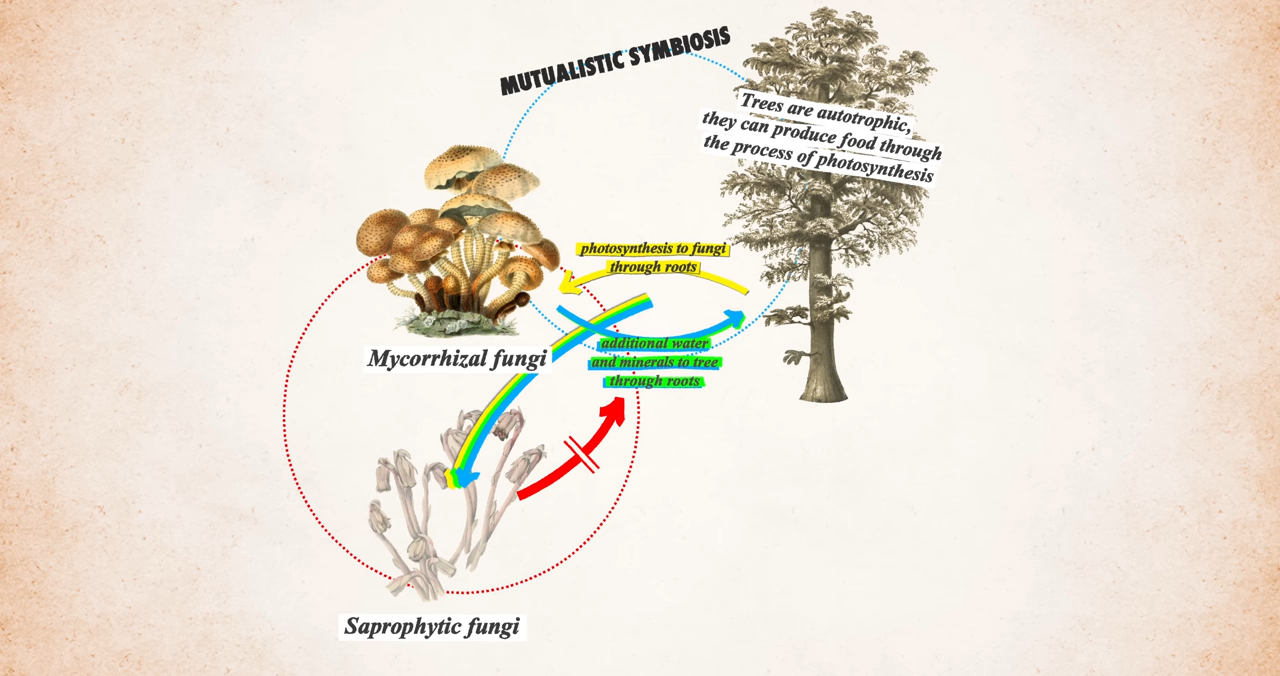 MUTUALISTIC SYMBIOSIS
Trees are autotrophic,
they can produce food through
the process of photosynthesis
photosynthesis to fungi
through roots
additional water
and minerals to tree
through roots
Mycorrhizal fungi
Saprophytic fungi